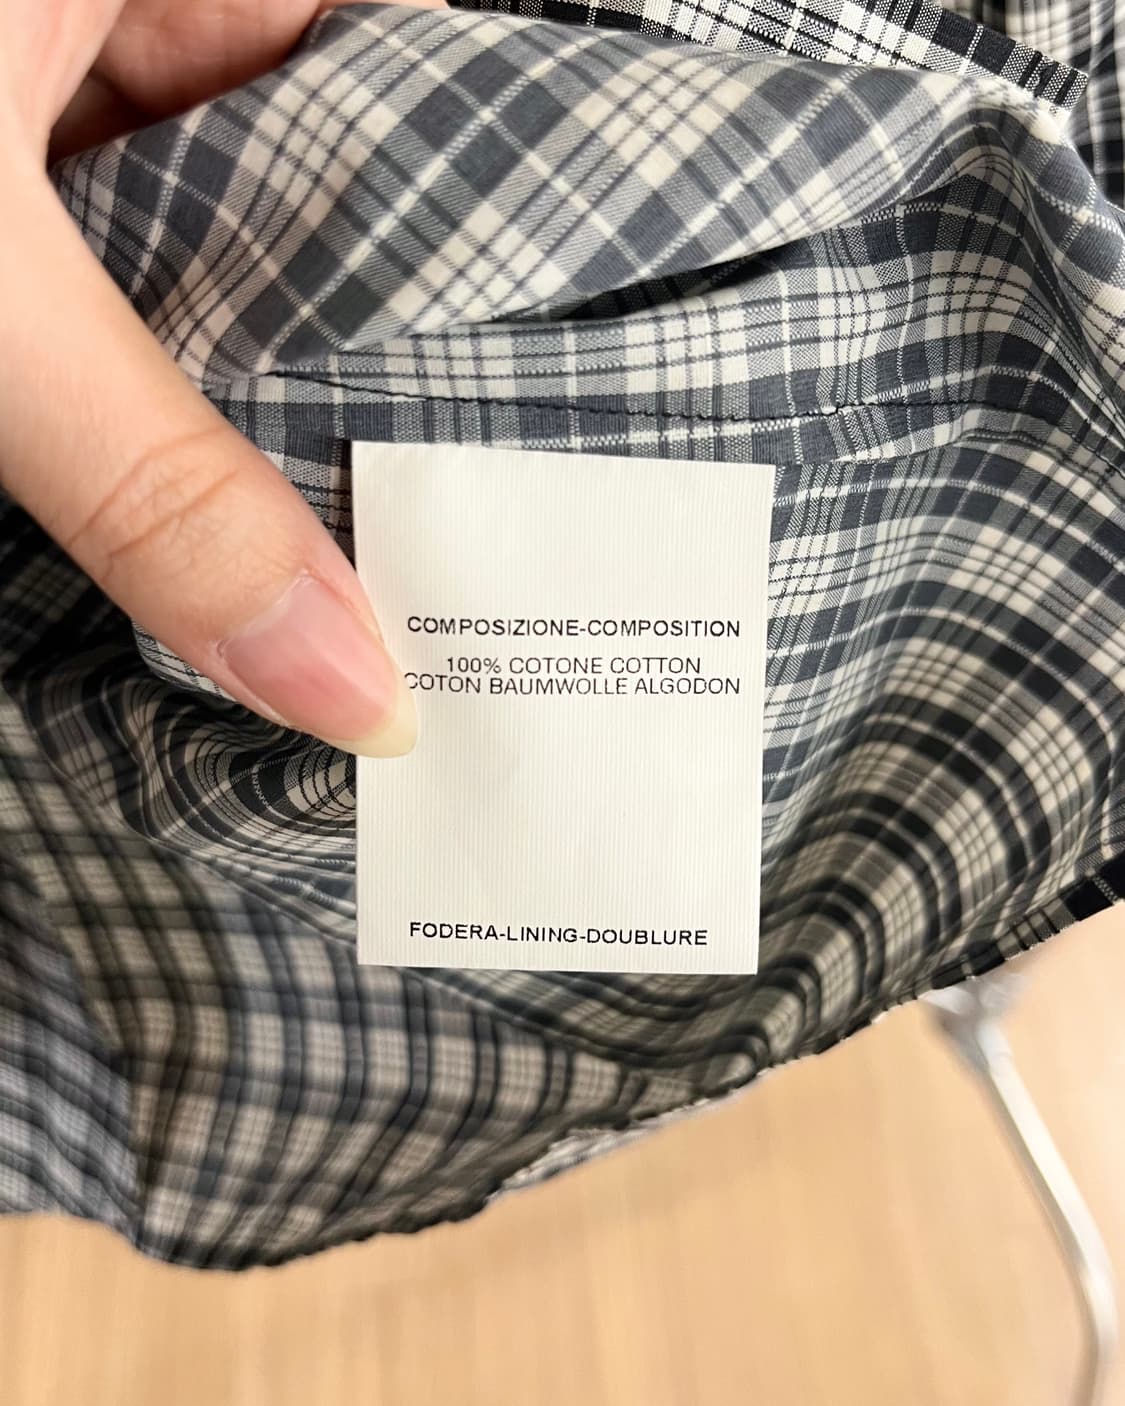 COMPOSIZIONE-COMPOSITION
100% COTONE COTTON
COTON BAUMWOLLE ALGODON
FODERA-LINING-DOUBLURE